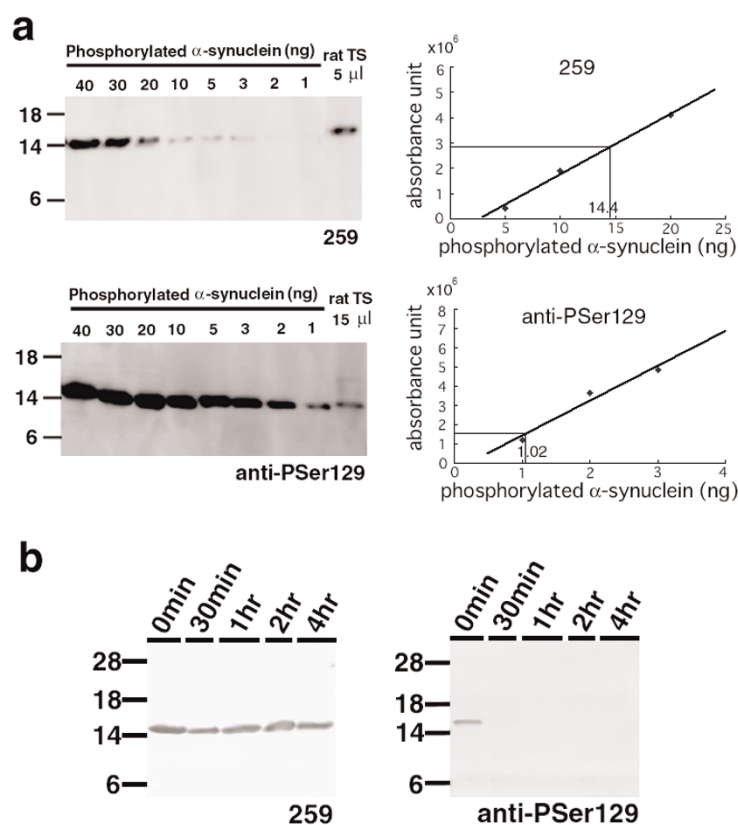 a
Phosphorylated α-synuclein (ng) rat TS
40 30 20 10 5 3 2 1 5 μl
18
14
6
259
x10⁶
259
absorbance unit
6
5
4
3
2
1
0
14.4
0 5 10 15 20 25
phosphorylated α-synuclein (ng)
Phosphorylated α-synuclein (ng) rat TS
40 30 20 10 5 3 2 1 15 μl
18
14
6
anti-PSer129
x10⁶
anti-PSer129
absorbance unit
8
7
6
5
4
3
2
1
0
1.02
0 1 2 3 4
phosphorylated α-synuclein (ng)
b
0min 30min 1hr 2hr 4hr
28
18
14
6
259
0min 30min 1hr 2hr 4hr
28
18
14
6
anti-PSer129